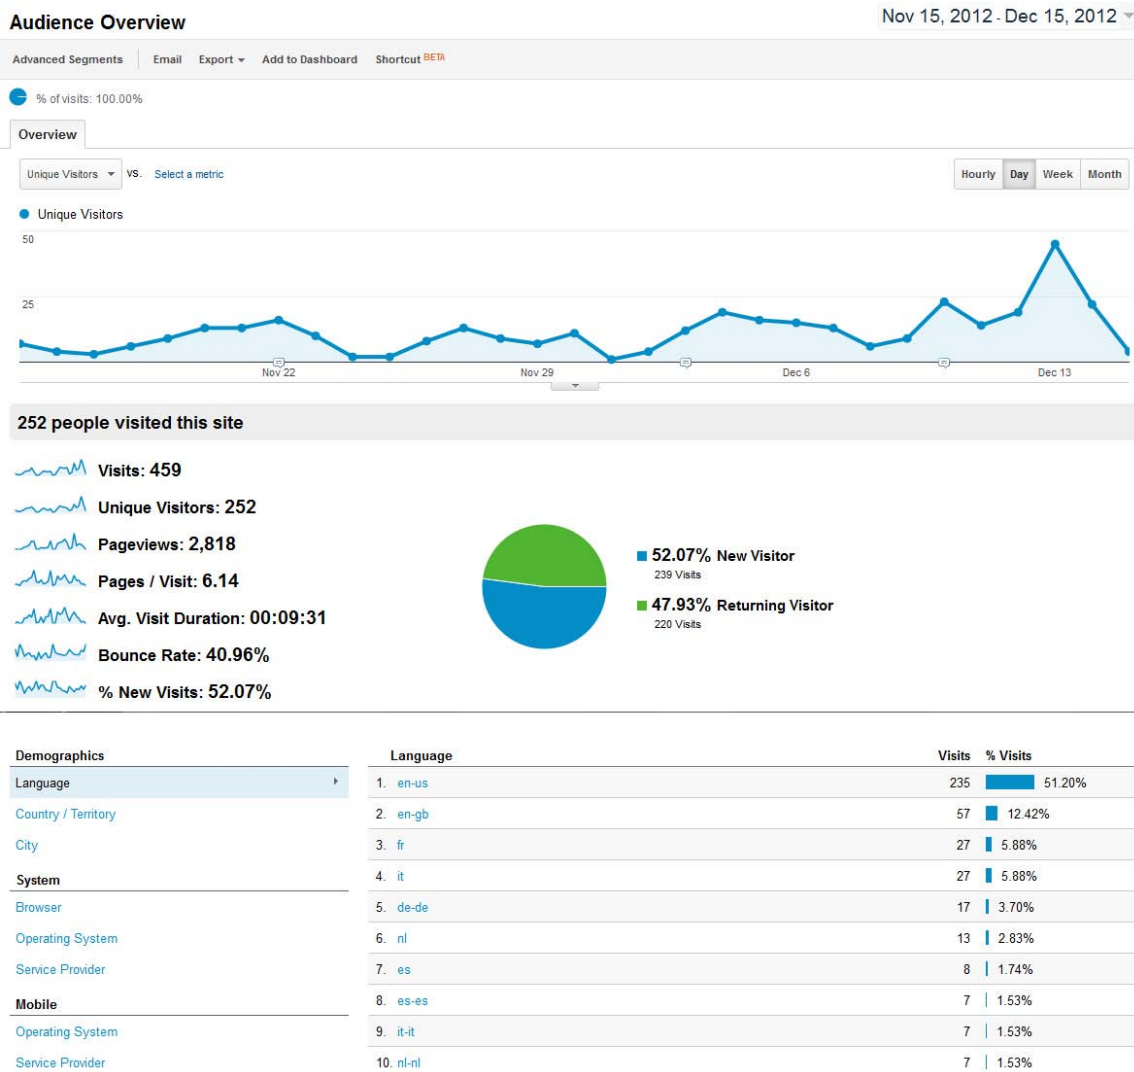 Audience Overview
Nov 15, 2012 - Dec 15, 2012
Advanced Segments Email Export Add to Dashboard Shortcut BETA
% of visits: 100.00%
Overview
Unique Visitors VS. Select a metric
Hourly Day Week Month
Unique Visitors
50
25
Nov 22 Nov 29 Dec 6 Dec 13
252 people visited this site
Visits: 459
Unique Visitors: 252
Pageviews: 2,818
Pages / Visit: 6.14
Avg. Visit Duration: 00:09:31
Bounce Rate: 40.96%
% New Visits: 52.07%
52.07% New Visitor
239 Visits
47.93% Returning Visitor
220 Visits
Demographics
Language
Country / Territory
City
System
Browser
Operating System
Service Provider
Mobile
Operating System
Service Provider
Language Visits % Visits
1. en-us 235 51.20%
2. en-gb 57 12.42%
3. fr 27 5.88%
4. it 27 5.88%
5. de-de 17 3.70%
6. nl 13 2.83%
7. es 8 1.74%
8. es-es 7 1.53%
9. it-it 7 1.53%
10. nl-nl 7 1.53%